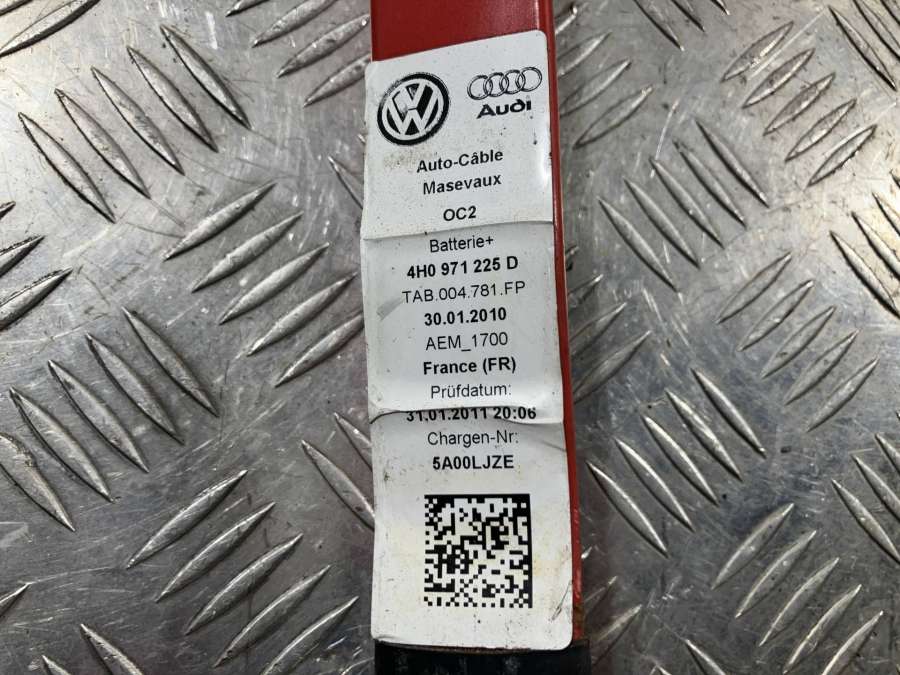 VW
Audi
Auto-Câble
Masevaux
OC2
Batterie+
4H0 971 225 D
TAB.004.781.FP
30.01.2010
AEM_1700
France (FR)
Prüfdatum:
31.01.2011 20:06
Chargen-Nr:
5A00LJZE